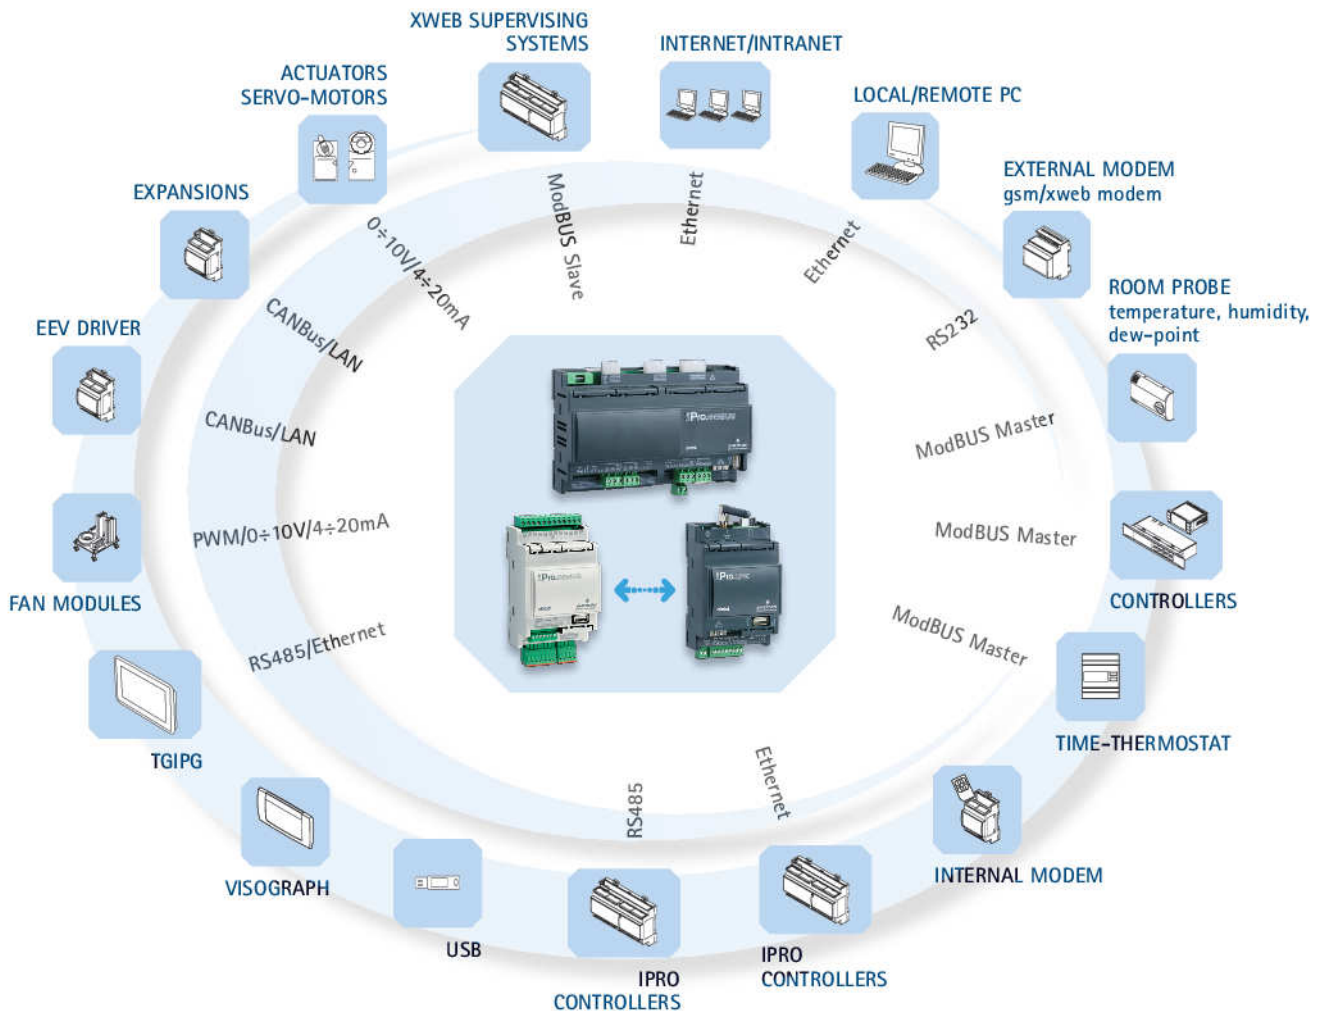 XWEB SUPERVISING
SYSTEMS
INTERNET/INTRANET
ACTUATORS
SERVO-MOTORS
LOCAL/REMOTE PC
EXPANSIONS
EXTERNAL MODEM
gsm/xweb modem
EEV DRIVER
ROOM PROBE
temperature, humidity,
dew-point
0÷10V/4÷20mA
ModBUS Slave
Ethernet
Ethernet
RS232
CANBus/LAN
CANBus/LAN
ModBUS Master
PWM/0÷10V/4÷20mA
ModBUS Master
FAN MODULES
CONTROLLERS
RS485/Ethernet
ModBUS Master
TGIPG
TIME-THERMOSTAT
Ethernet
RS485
VISOGRAPH
INTERNAL MODEM
USB
IPRO
CONTROLLERS
IPRO
CONTROLLERS